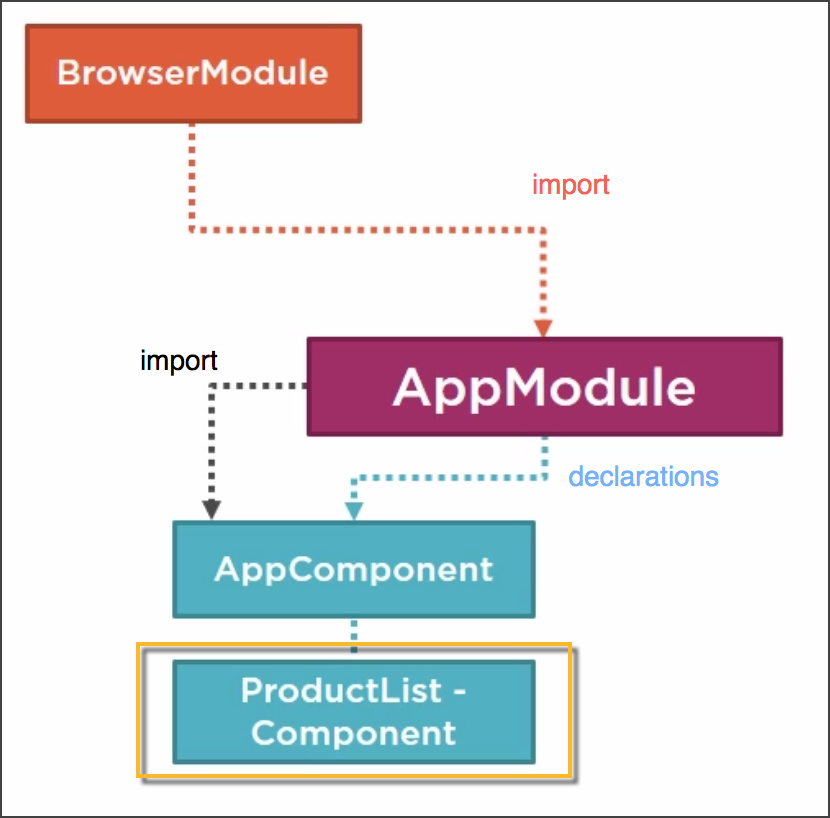 BrowserModule
import
import
AppModule
declarations
AppComponent
ProductList -
Component